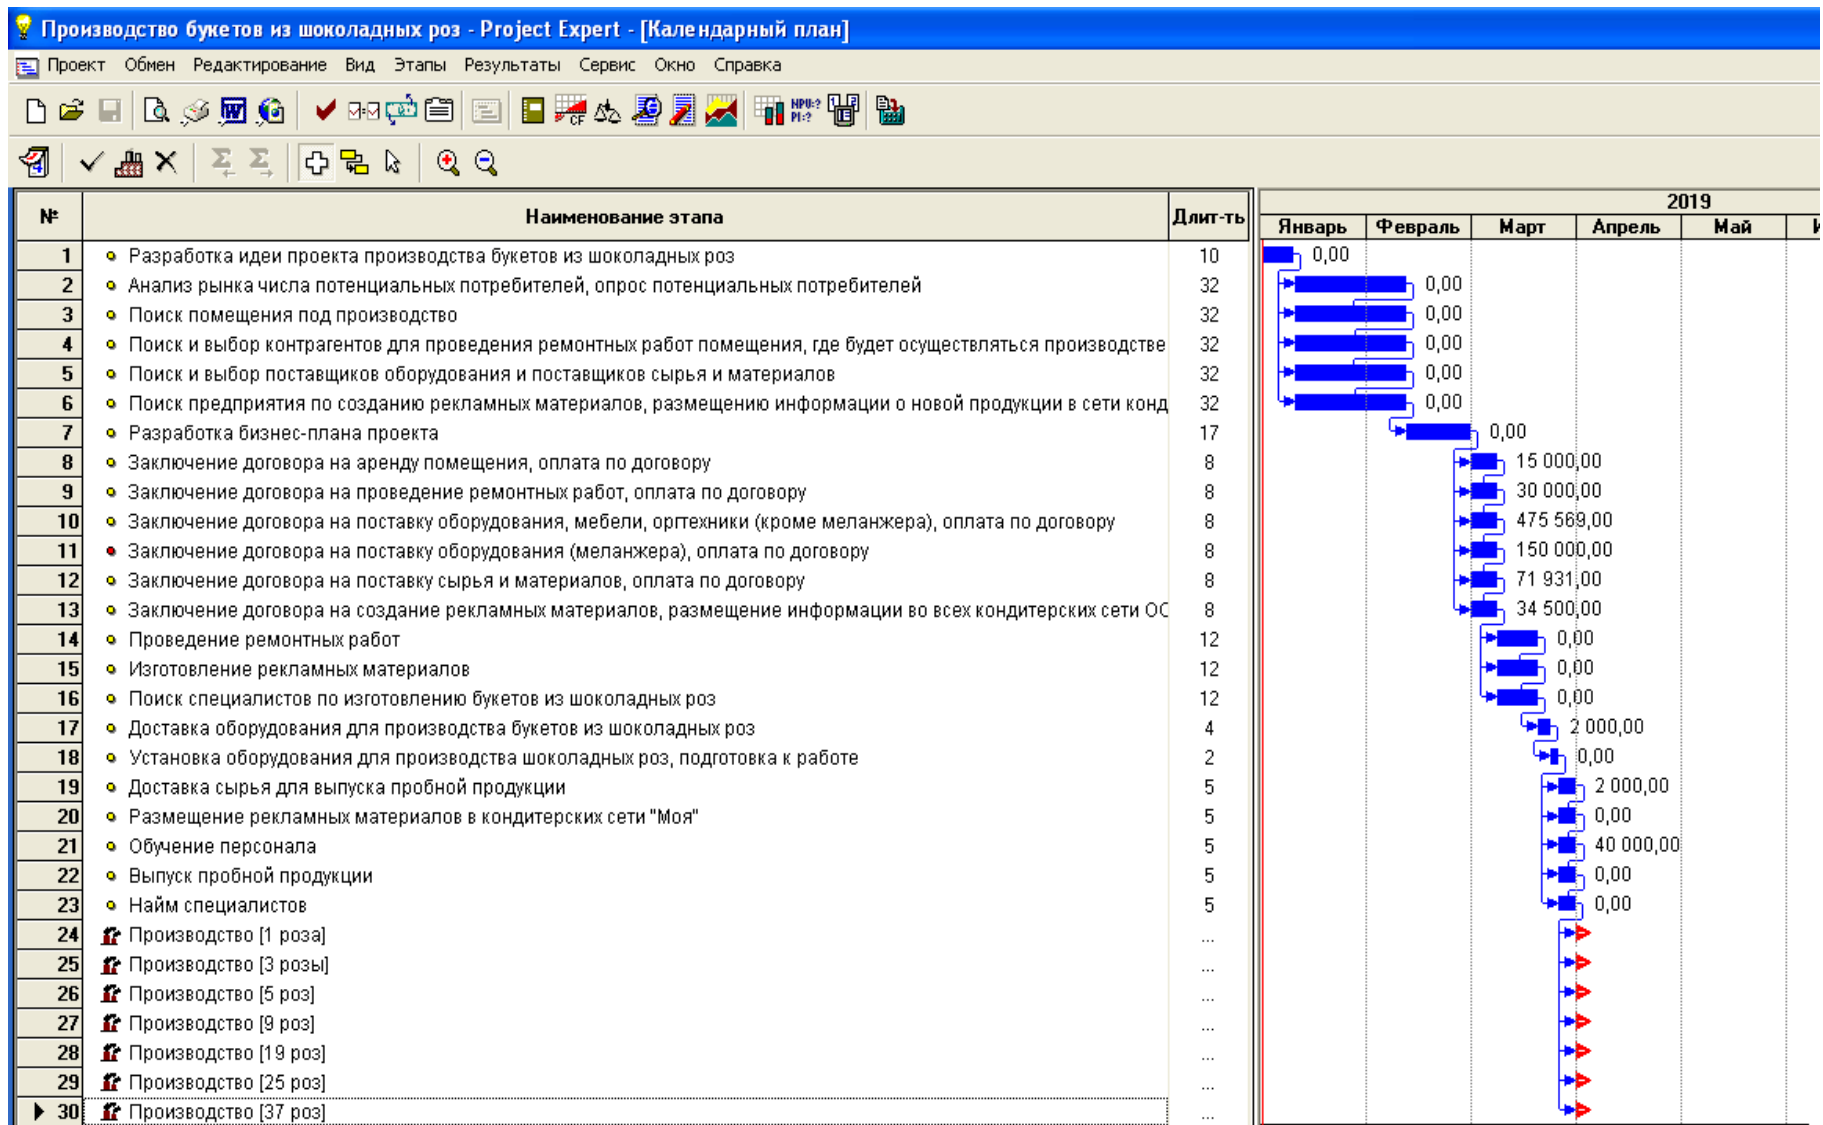 Производство букетов из шоколадных роз - Project Expert - [Календарный план]
Проект Обмен Редактирование Вид Этапы Результаты Сервис Окно Справка
CF NPU:? PI:?
№ Наименование этапа Длит-ть 2019
Январь Февраль Март Апрель Май
1 Разработка идеи проекта производства букетов из шоколадных роз 10 0,00
2 Анализ рынка числа потенциальных потребителей, опрос потенциальных потребителей 32 0,00
3 Поиск помещения под производство 32 0,00
4 Поиск и выбор контрагентов для проведения ремонтных работ помещения, где будет осуществляться производстве 32 0,00
5 Поиск и выбор поставщиков оборудования и поставщиков сырья и материалов 32 0,00
6 Поиск предприятия по созданию рекламных материалов, размещению информации о новой продукции в сети конд 32 0,00
7 Разработка бизнес-плана проекта 17 0,00
8 Заключение договора на аренду помещения, оплата по договору 8 15 000,00
9 Заключение договора на проведение ремонтных работ, оплата по договору 8 30 000,00
10 Заключение договора на поставку оборудования, мебели, оргтехники (кроме меланжера), оплата по договору 8 475 569,00
11 Заключение договора на поставку оборудования (меланжера), оплата по договору 8 150 000,00
12 Заключение договора на поставку сырья и материалов, оплата по договору 8 71 931,00
13 Заключение договора на создание рекламных материалов, размещение информации во всех кондитерских сети ОС 8 34 500,00
14 Проведение ремонтных работ 12 0,00
15 Изготовление рекламных материалов 12 0,00
16 Поиск специалистов по изготовлению букетов из шоколадных роз 12 0,00
17 Доставка оборудования для производства букетов из шоколадных роз 4 2 000,00
18 Установка оборудования для производства шоколадных роз, подготовка к работе 2 0,00
19 Доставка сырья для выпуска пробной продукции 5 2 000,00
20 Размещение рекламных материалов в кондитерских сети "Моя" 5 0,00
21 Обучение персонала 5 40 000,00
22 Выпуск пробной продукции 5 0,00
23 Найм специалистов 5 0,00
24 Производство [1 роза] ...
25 Производство [3 розы] ...
26 Производство [5 роз] ...
27 Производство [9 роз] ...
28 Производство [19 роз] ...
29 Производство [25 роз] ...
30 Производство [37 роз] ...